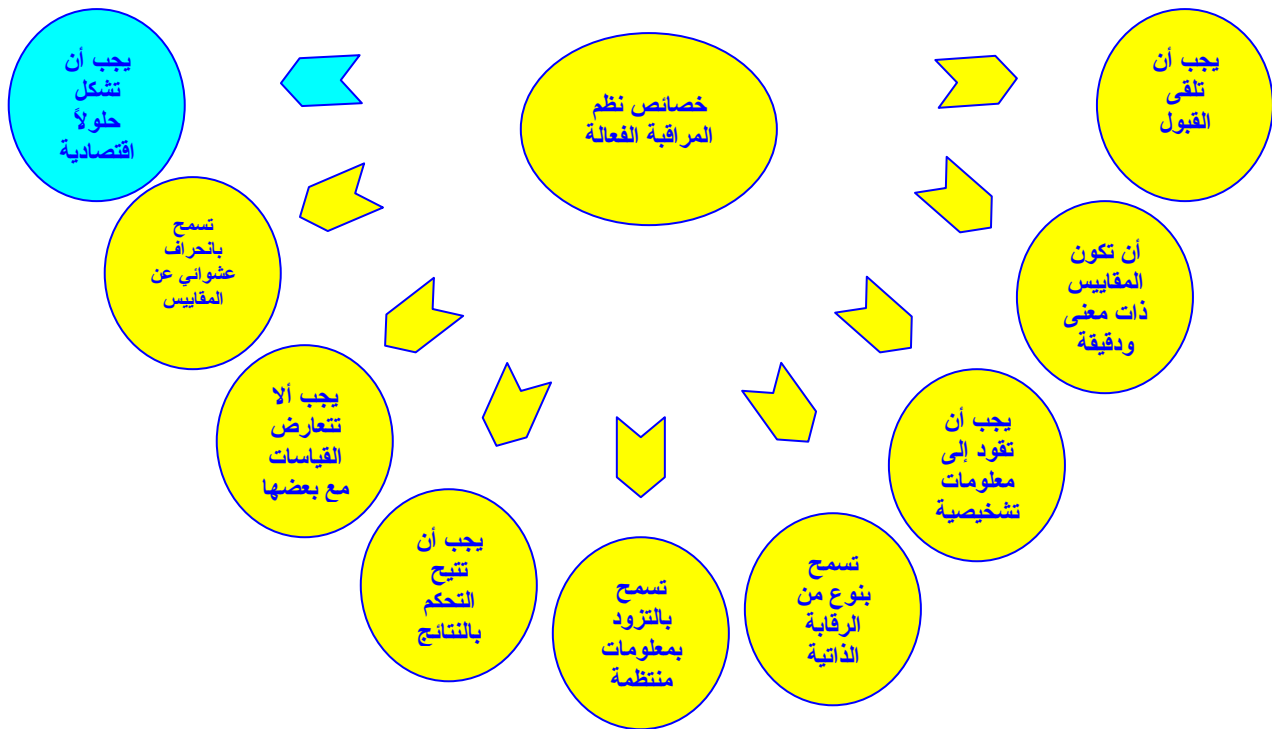 خصائص نظم
المراقبة الفعالة
يجب أن
تلقى
القبول
أن تكون
المقاييس
ذات معنى
ودقيقة
يجب أن
تقود إلى
معلومات
تشخيصية
تسمح
بنوع من
الرقابة
الذاتية
تسمح
بالتزود
بمعلومات
منتظمة
يجب أن
تتيح
التحكم
بالنتائج
يجب ألا
تتعارض
القياسات
مع بعضها
تسمح
بانحراف
عشوائي عن
المقاييس
يجب أن
تشكل
حلولاً
اقتصادية